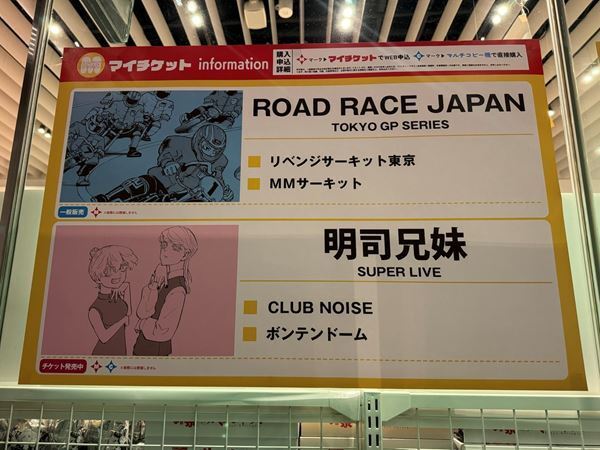 マイチケット information
購入
申込
詳細
マーク▶マイチケットでWEB申込
マーク▶マルチコピー機で直接購入
ROAD RACE JAPAN
TOKYO GP SERIES
リベンジサーキット東京
MMサーキット
一般販売
明司兄妹
SUPER LIVE
CLUB NOISE
ボンテンドーム
チケット発売中